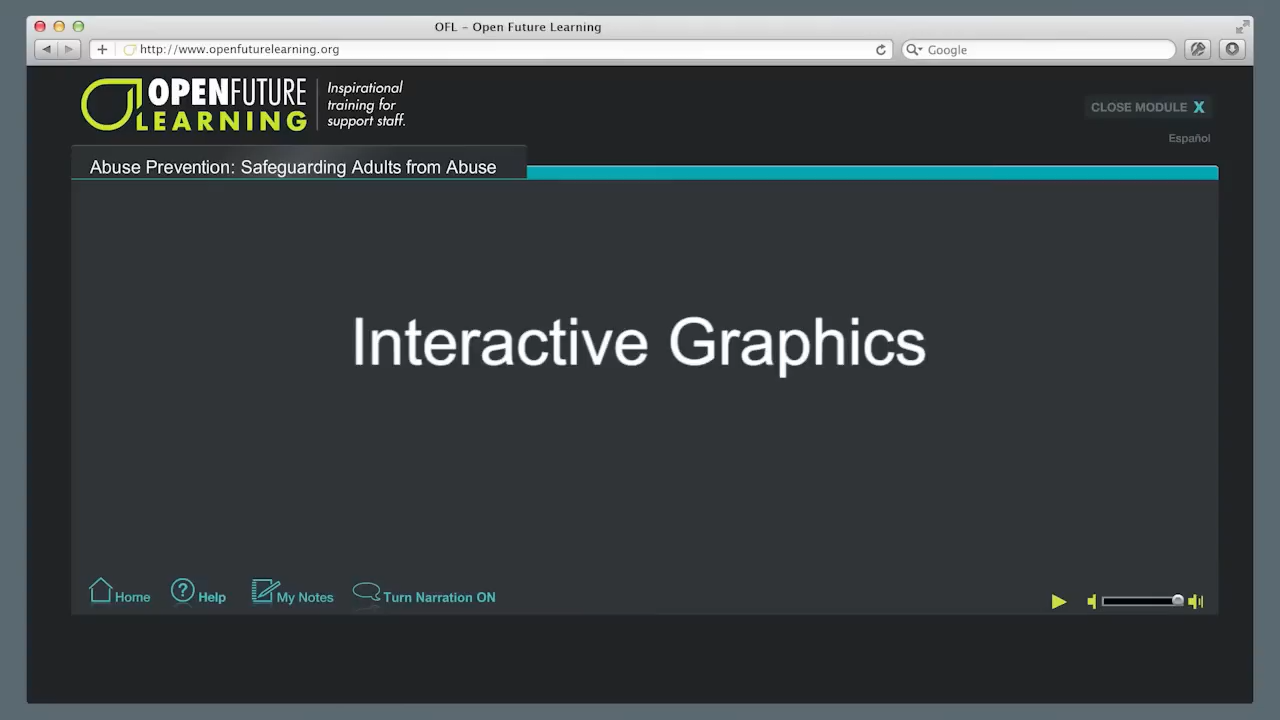 OFL – Open Future Learning
http://www.openfuturelearning.org
Google
OPENFUTURE
LEARNING
Inspirational
training for
support staff.
CLOSE MODULE X
Español
Abuse Prevention: Safeguarding Adults from Abuse
Interactive Graphics
Home
Help
My Notes
Turn Narration ON